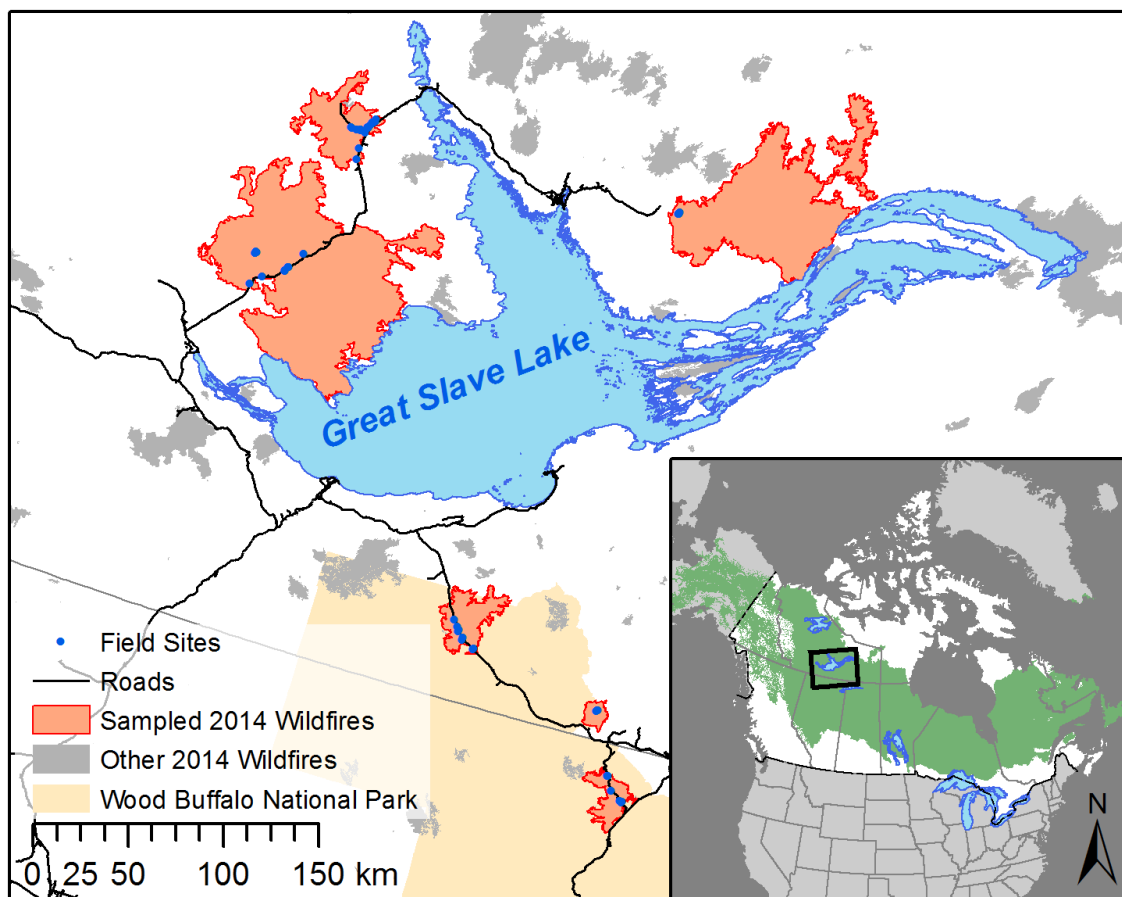 Great Slave Lake
Field Sites
Roads
Sampled 2014 Wildfires
Other 2014 Wildfires
Wood Buffalo National Park
0 25 50 100 150 km
N